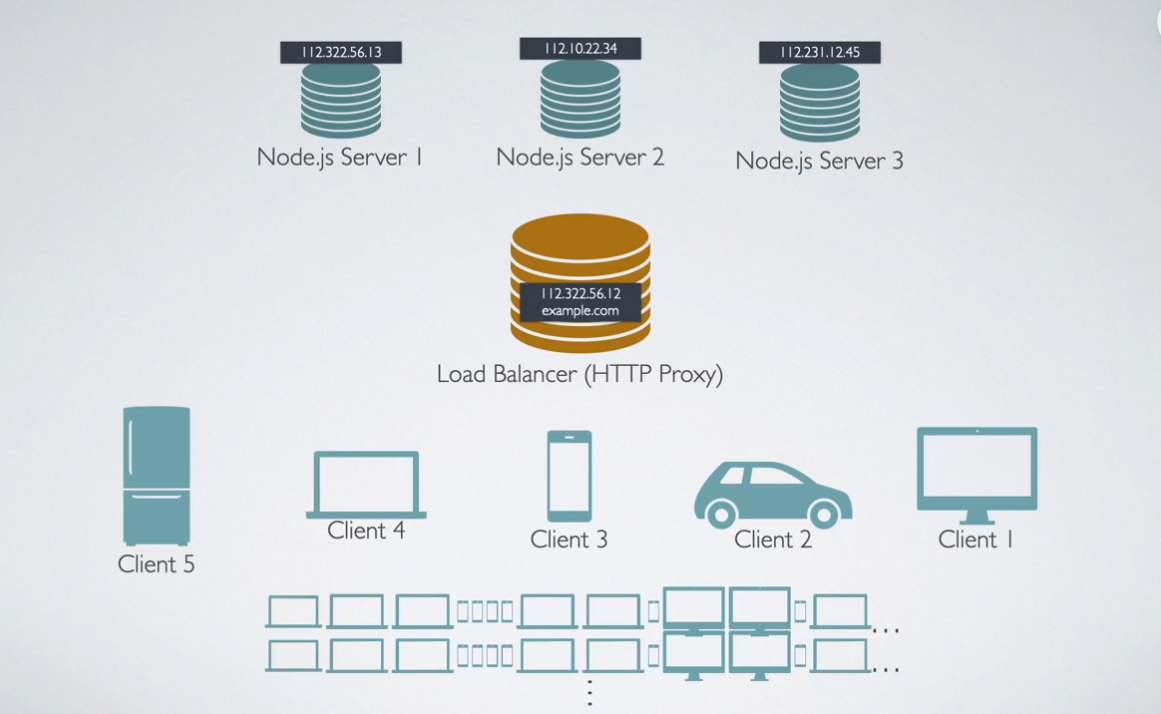 112.322.56.13
112.10.22.34
112.231.12.45
Node.js Server 1
Node.js Server 2
Node.js Server 3
112.322.56.12
example.com
Load Balancer (HTTP Proxy)
Client 5
Client 4
Client 3
Client 2
Client 1
...
...